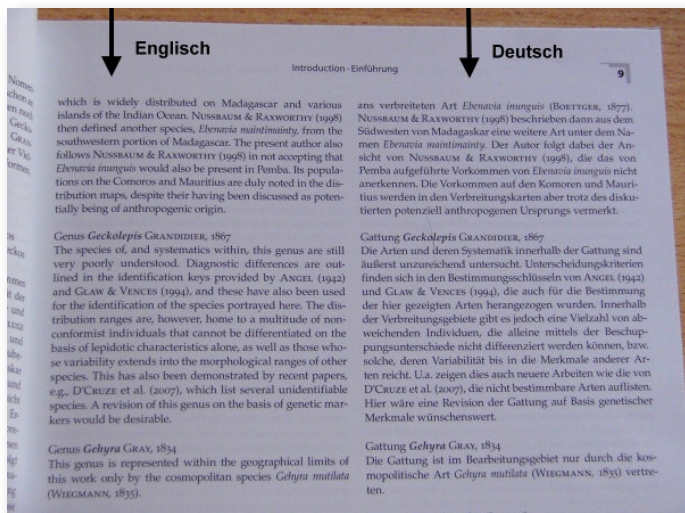 Englisch
Deutsch
Introduction · Einführung
9
which is widely distributed on Madagascar and various
islands of the Indian Ocean. NUSSBAUM & RAXWORTHY (1998)
then defined another species, Ebenavia maintimainty, from the
southwestern portion of Madagascar. The present author also
follows NUSSBAUM & RAXWORTHY (1998) in not accepting that
Ebenavia inunguis would also be present in Pemba. Its popula-
tions on the Comoros and Mauritius are duly noted in the dis-
tribution maps, despite their having been discussed as poten-
tially being of anthropogenic origin.
Genus Geckolepis GRANDIDIER, 1867
The species of, and systematics within, this genus are still
very poorly understood. Diagnostic differences are out-
lined in the identification keys provided by ANGEL (1942)
and GLAW & VENCES (1994), and these have also been used
for the identification of the species portrayed here. The dis-
tribution ranges are, however, home to a multitude of non-
conformist individuals that cannot be differentiated on the
basis of lepidotic characteristics alone, as well as those who-
se variability extends into the morphological ranges of other
species. This has also been demonstrated by recent papers,
e.g., D'CRUZE et al. (2007), which list several unidentifiable
species. A revision of this genus on the basis of genetic mar-
kers would be desirable.
Genus Gehyra GRAY, 1834
This genus is represented within the geographical limits of
this work only by the cosmopolitan species Gehyra mutilata
(WIEGMANN, 1835).
ans verbreiteten Art Ebenavia inunguis (BOETTGER, 1877).
NUSSBAUM & RAXWORTHY (1998) beschrieben dann aus dem
Südwesten von Madagaskar eine weitere Art unter dem Na-
men Ebenavia maintimainty. Der Autor folgt dabei der An-
sicht von NUSSBAUM & RAXWORTHY (1998), die das von
Pemba aufgeführte Vorkommen von Ebenavia inunguis nicht
anerkennen. Die Vorkommen auf den Komoren und Mauri-
tius werden in den Verbreitungskarten aber trotz des disku-
tierten potenziell anthropogenen Ursprungs vermerkt.
Gattung Geckolepis GRANDIDIER, 1867
Die Arten und deren Systematik innerhalb der Gattung sind
äußerst unzureichend untersucht. Unterscheidungskriterien
finden sich in den Bestimmungsschlüsseln von ANGEL (1942)
und GLAW & VENCES (1994), die auch für die Bestimmung
der hier gezeigten Arten herangezogen wurden. Innerhalb
der Verbreitungsgebiete gibt es jedoch eine Vielzahl von ab-
weichenden Individuen, die alleine mittels der Beschup-
pungsunterschiede nicht differenziert werden können, bzw.
solche, deren Variabilität bis in die Merkmale anderer Ar-
ten reicht. U.a. zeigen dies auch neuere Arbeiten wie die von
D'CRUZE et al. (2007), die nicht bestimmbare Arten auflisten.
Hier wäre eine Revision der Gattung auf Basis genetischer
Merkmale wünschenswert.
Gattung Gehyra GRAY, 1834
Die Gattung ist im Bearbeitungsgebiet nur durch die kos-
mopolitische Art Gehyra mutilata (WIEGMANN, 1835) vertre-
ten.